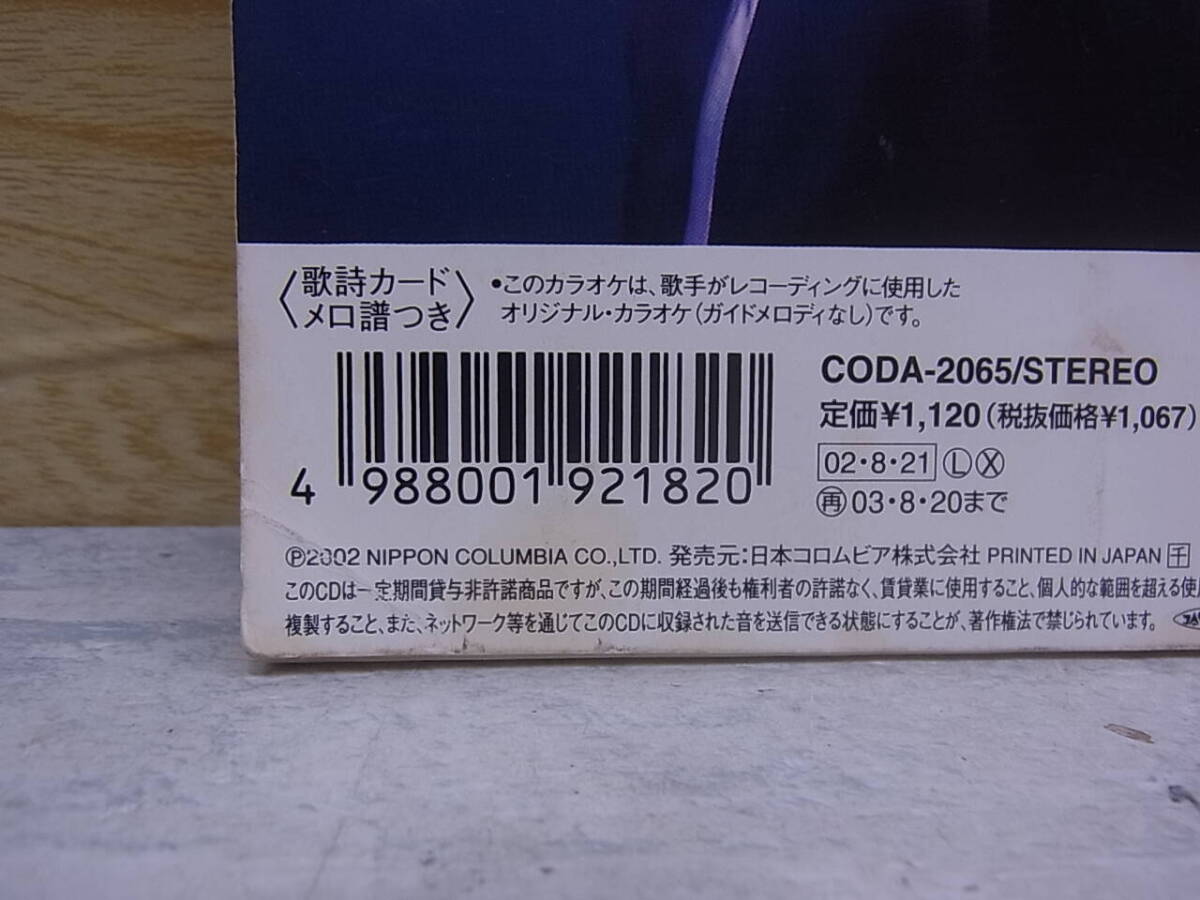 〈歌詩カード
メロ譜つき〉
•このカラオケは、歌手がレコーディングに使用した
オリジナル・カラオケ(ガイドメロディなし)です。
4 988001 921820
CODA-2065/STEREO
定価¥1,120(税抜価格¥1,067)
02・8・21 Ⓛ Ⓧ
㊢03・8・20まで
Ⓟ2002 NIPPON COLUMBIA CO.,LTD. 発売元:日本コロムビア株式会社 PRINTED IN JAPAN 千
このCDは一定期間貸与非許諾商品ですが、この期間経過後も権利者の許諾なく、賃貸業に使用すること、個人的な範囲を超える使
複製すること、また、ネットワーク等を通じてこのCDに収録された音を送信できる状態にすることが、著作権法で禁じられています。